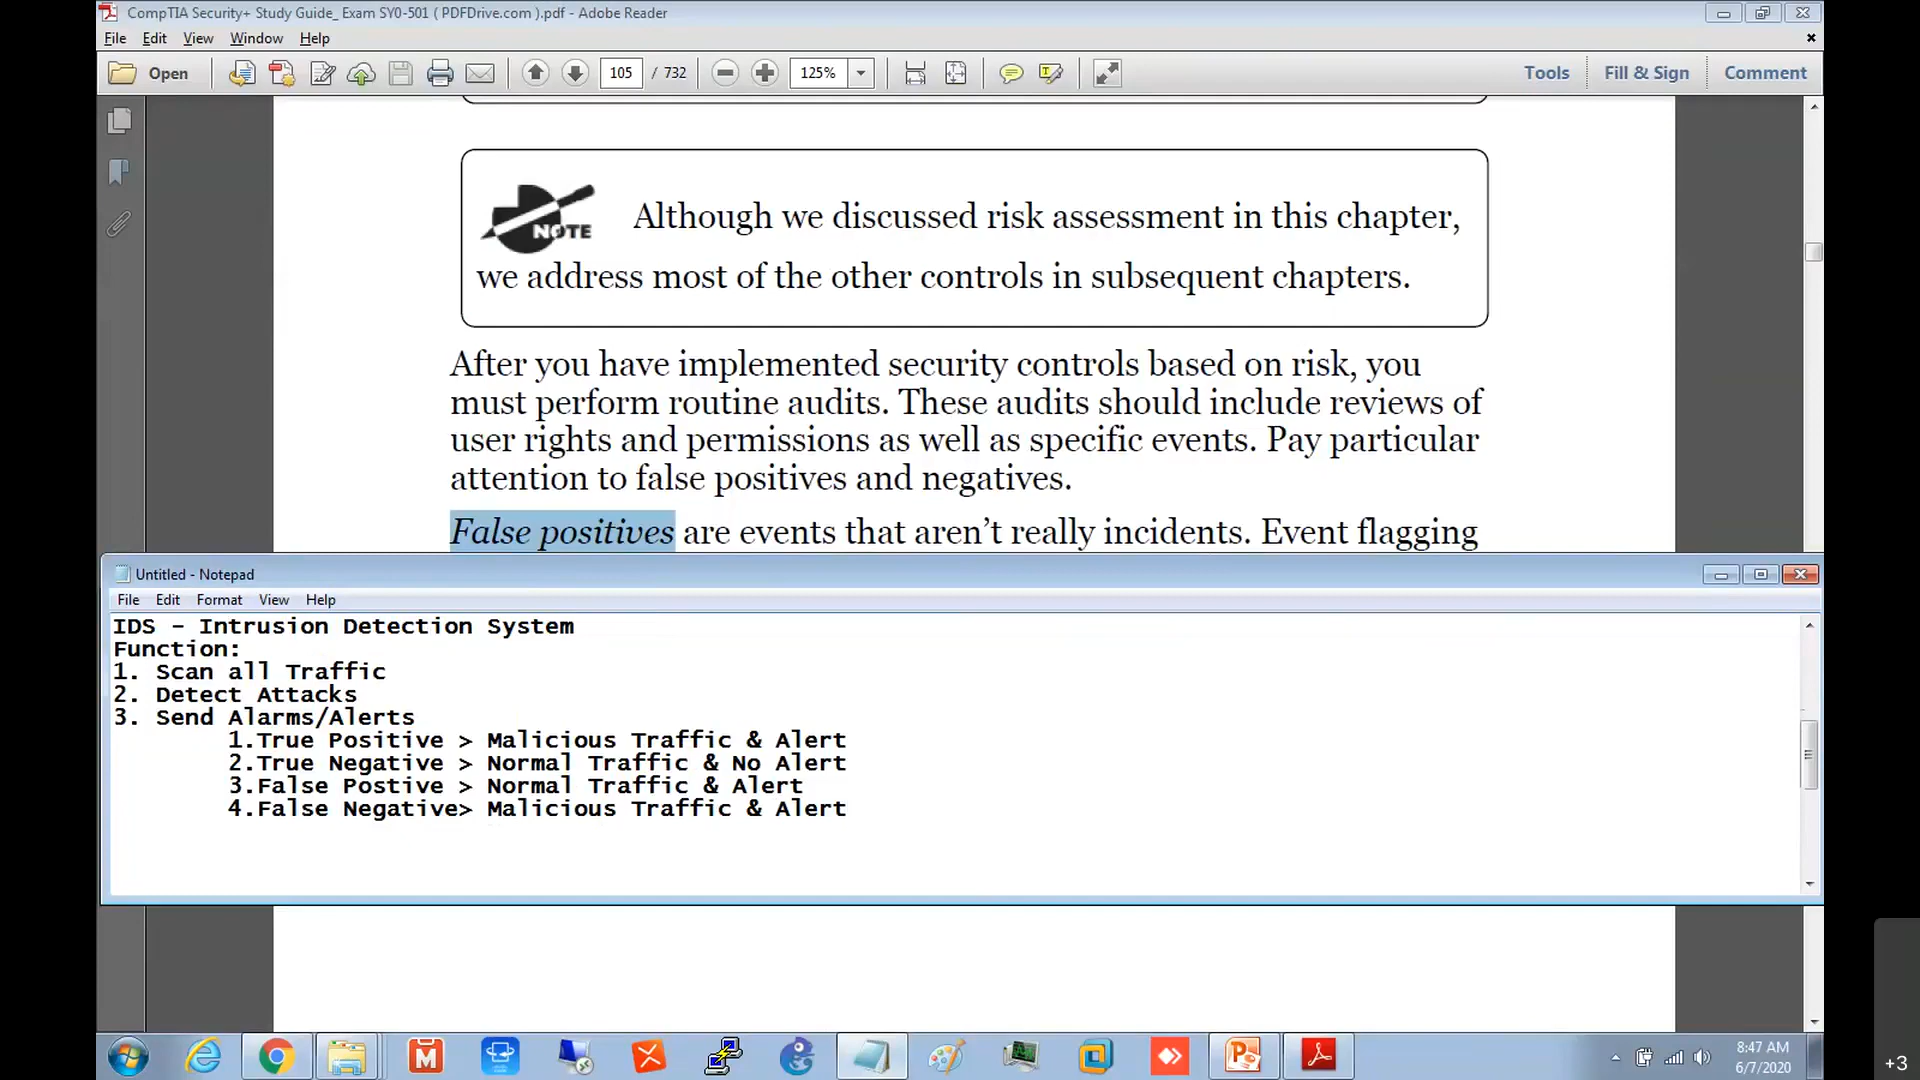 CompTIA Security+ Study Guide_ Exam SY0-501 ( PDFDrive.com ).pdf - Adobe Reader
File Edit View Window Help
Open 105 / 732 125% Tools Fill & Sign Comment
NOTE Although we discussed risk assessment in this chapter,
we address most of the other controls in subsequent chapters.
After you have implemented security controls based on risk, you
must perform routine audits. These audits should include reviews of
user rights and permissions as well as specific events. Pay particular
attention to false positives and negatives.
False positives are events that aren’t really incidents. Event flagging
Untitled - Notepad
File Edit Format View Help
IDS - Intrusion Detection System
Function:
1. Scan all Traffic
2. Detect Attacks
3. Send Alarms/Alerts
1.True Positive > Malicious Traffic & Alert
2.True Negative > Normal Traffic & No Alert
3.False Postive > Normal Traffic & Alert
4.False Negative> Malicious Traffic & Alert
8:47 AM
6/7/2020
+3